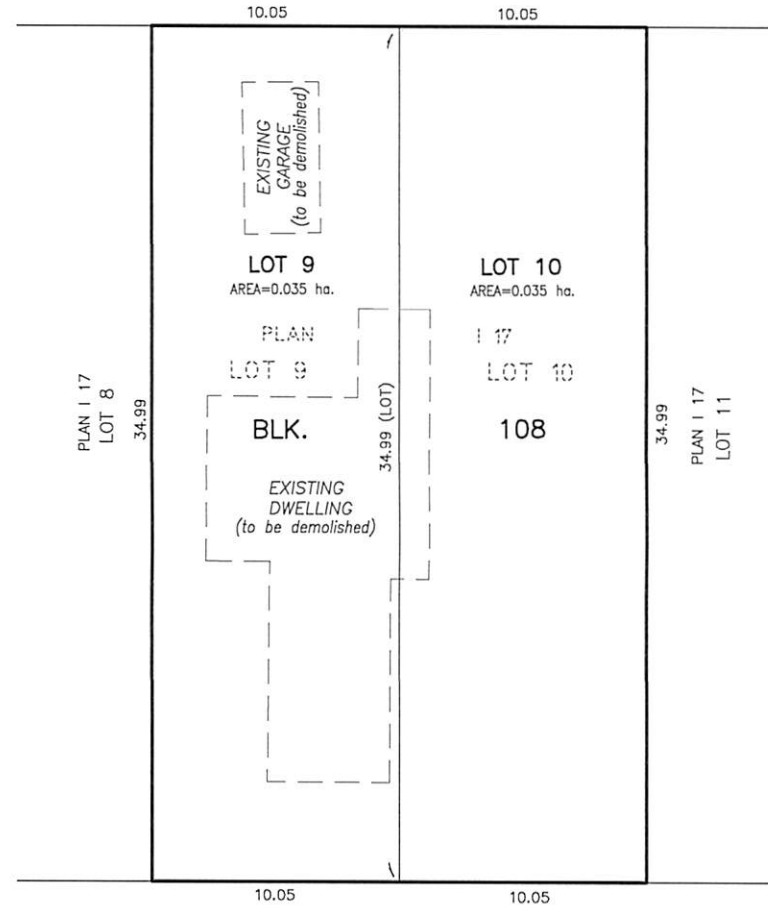 10.05
10.05
EXISTING
GARAGE
(to be demolished)
LOT 9
AREA=0.035 ha.
LOT 10
AREA=0.035 ha.
PLAN
I 17
LOT 9
LOT 10
PLAN I 17
LOT 8
34.99
BLK.
34.99 (LOT)
108
34.99
PLAN I 17
LOT 11
EXISTING
DWELLING
(to be demolished)
10.05
10.05